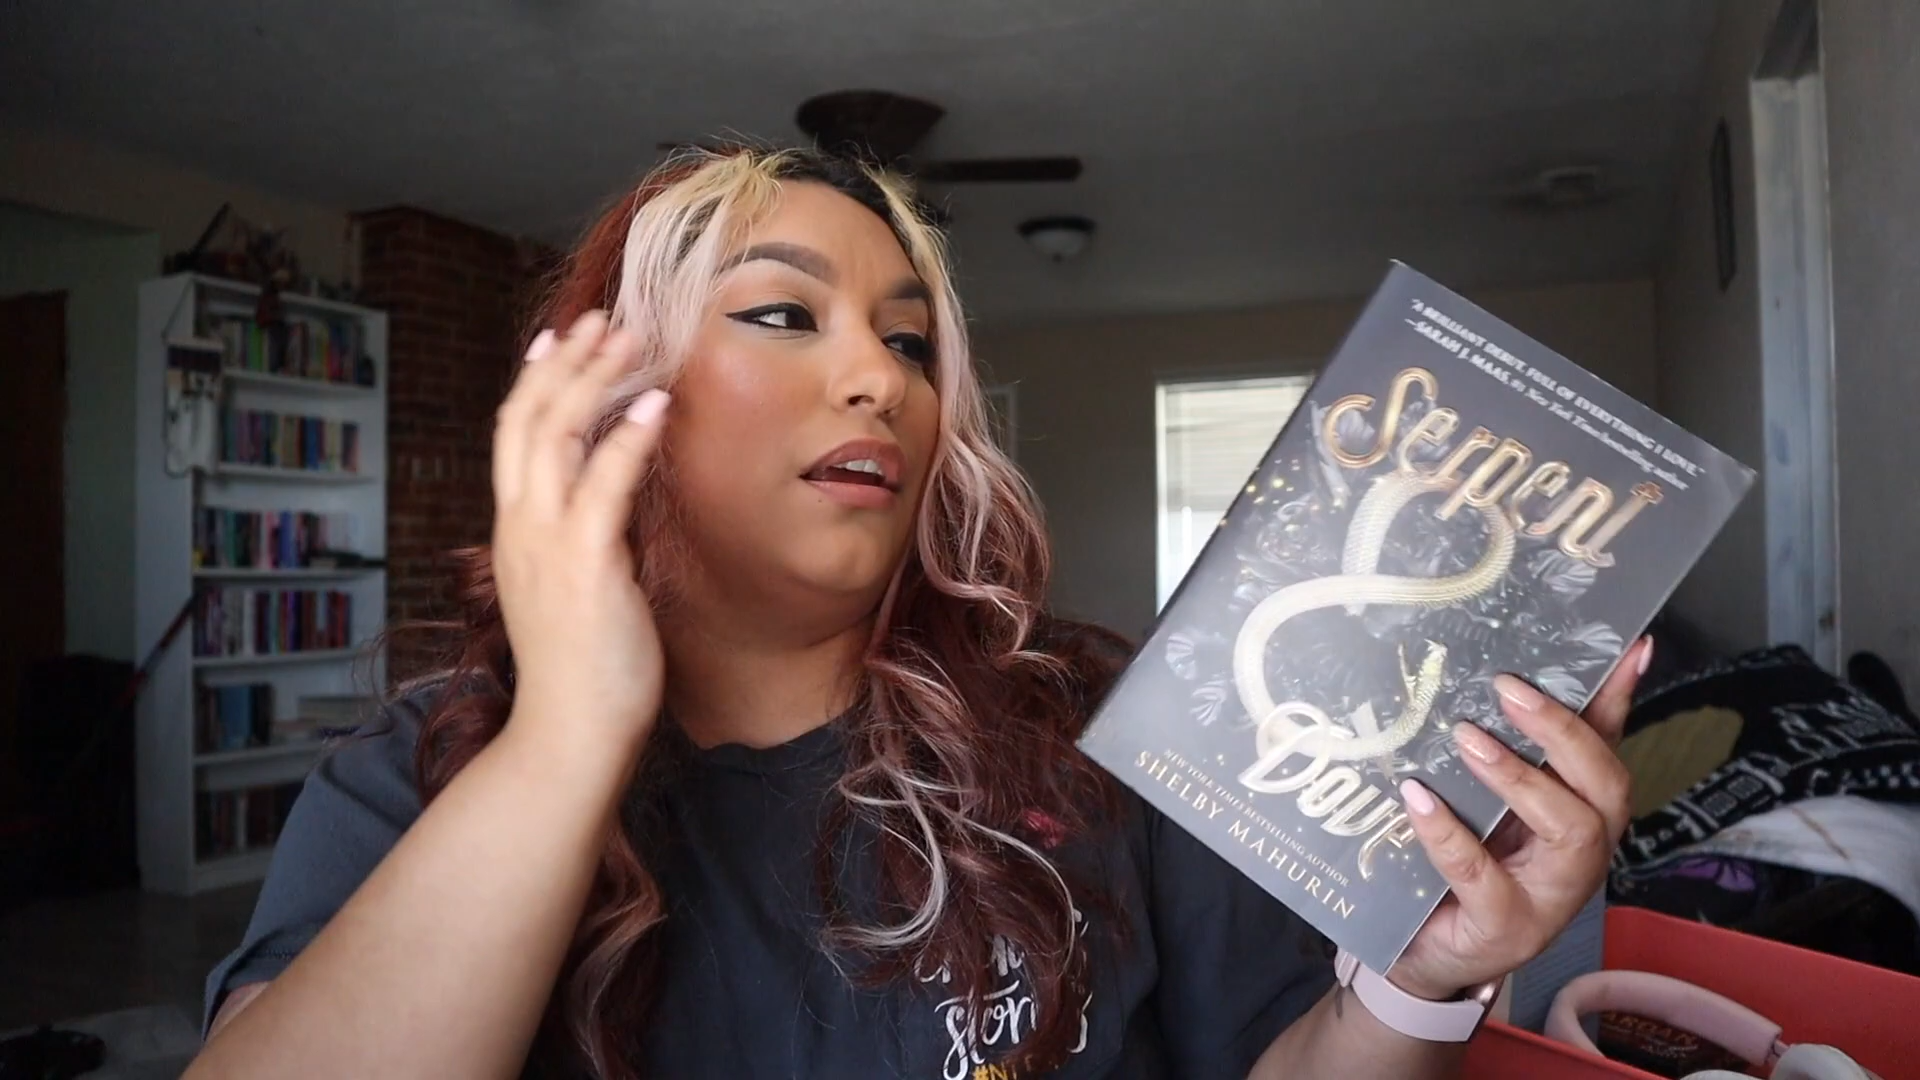 "A BRILLIANT DEBUT, FULL OF EVERYTHING I LOVE."
—SARAH J. MAAS, #1 New York Times bestselling author
Serpent
&
Dove
NEW YORK TIMES BESTSELLING AUTHOR
SHELBY MAHURIN